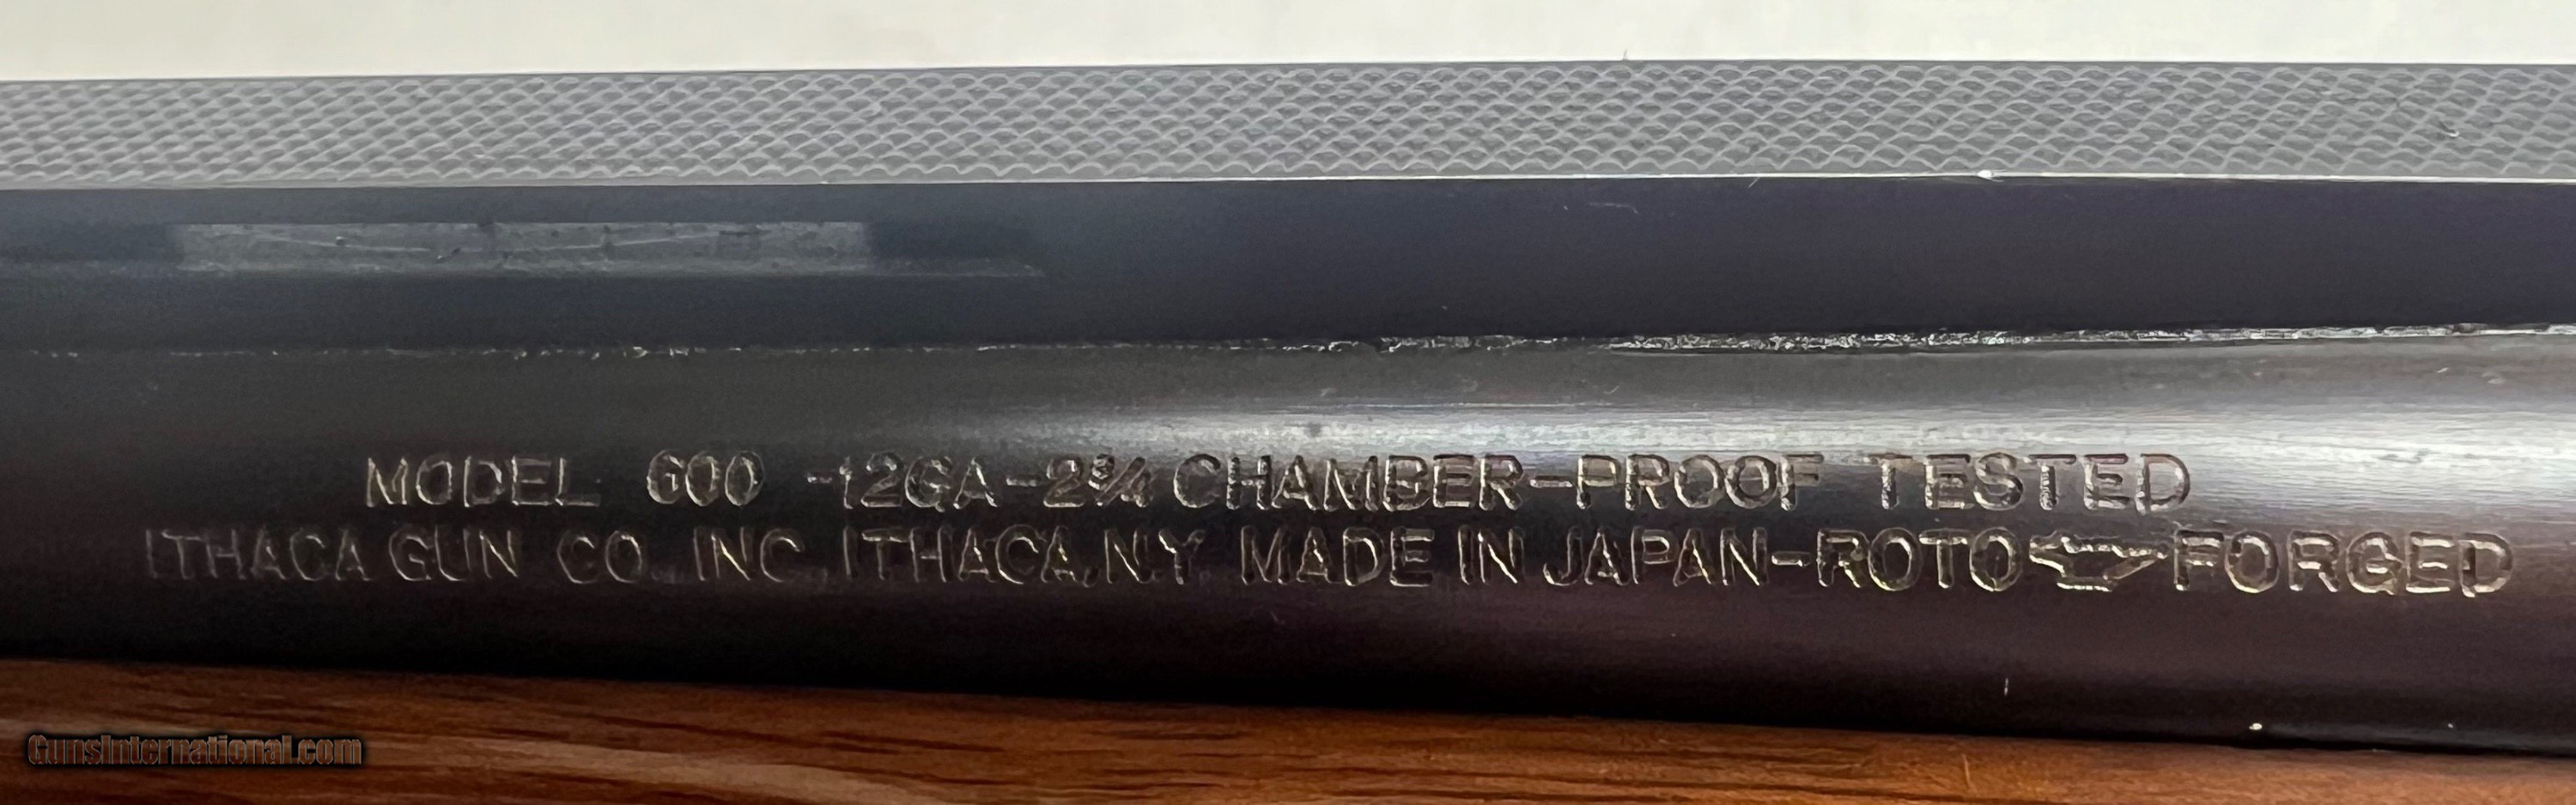 MODEL 600 -12GA-2¾ CHAMBER-PROOF TESTED
ITHACA GUN CO. INC. ITHACA, N.Y. MADE IN JAPAN-ROTO FORGED
GunsInternational.com